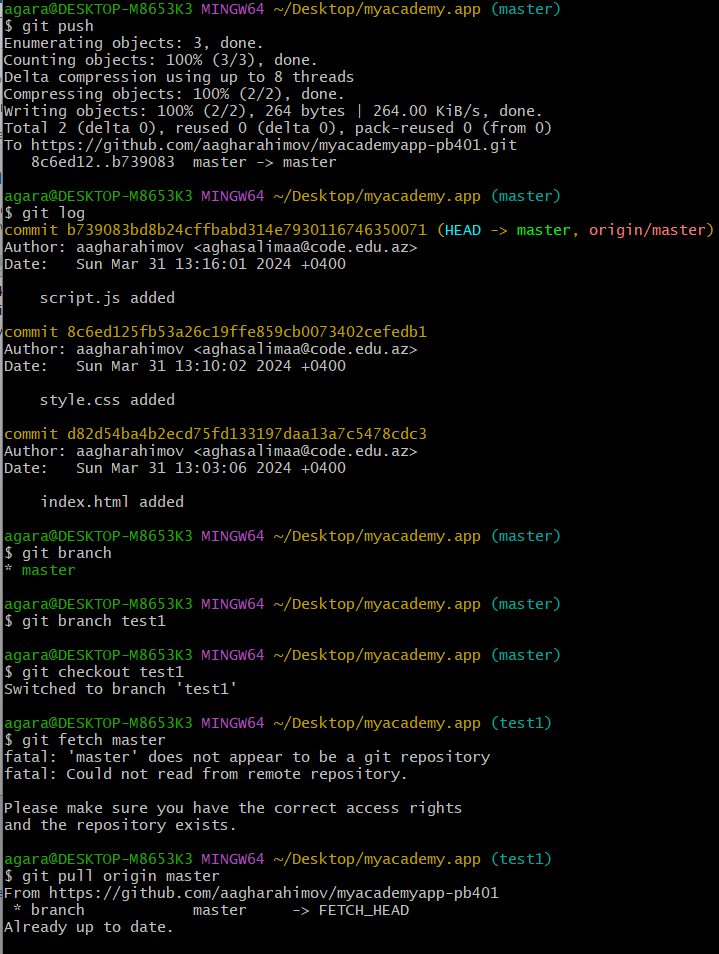 agara@DESKTOP-M8653K3 MINGW64 ~/Desktop/myacademy.app (master)
$ git push
Enumerating objects: 3, done.
Counting objects: 100% (3/3), done.
Delta compression using up to 8 threads
Compressing objects: 100% (2/2), done.
Writing objects: 100% (2/2), 264 bytes | 264.00 KiB/s, done.
Total 2 (delta 0), reused 0 (delta 0), pack-reused 0 (from 0)
To https://github.com/aagharahimov/myacademyapp-pb401.git
   8c6ed12..b739083  master -> master

agara@DESKTOP-M8653K3 MINGW64 ~/Desktop/myacademy.app (master)
$ git log
commit b739083bd8b24cffbabd314e7930116746350071 (HEAD -> master, origin/master)
Author: aagharahimov <aghasalimaa@code.edu.az>
Date:   Sun Mar 31 13:16:01 2024 +0400

    script.js added

commit 8c6ed125fb53a26c19ffe859cb0073402cefedb1
Author: aagharahimov <aghasalimaa@code.edu.az>
Date:   Sun Mar 31 13:10:02 2024 +0400

    style.css added

commit d82d54ba4b2ecd75fd133197daa13a7c5478cdc3
Author: aagharahimov <aghasalimaa@code.edu.az>
Date:   Sun Mar 31 13:03:06 2024 +0400

    index.html added

agara@DESKTOP-M8653K3 MINGW64 ~/Desktop/myacademy.app (master)
$ git branch
* master

agara@DESKTOP-M8653K3 MINGW64 ~/Desktop/myacademy.app (master)
$ git branch test1

agara@DESKTOP-M8653K3 MINGW64 ~/Desktop/myacademy.app (master)
$ git checkout test1
Switched to branch 'test1'

agara@DESKTOP-M8653K3 MINGW64 ~/Desktop/myacademy.app (test1)
$ git fetch master
fatal: 'master' does not appear to be a git repository
fatal: Could not read from remote repository.

Please make sure you have the correct access rights
and the repository exists.

agara@DESKTOP-M8653K3 MINGW64 ~/Desktop/myacademy.app (test1)
$ git pull origin master
From https://github.com/aagharahimov/myacademyapp-pb401
 * branch            master     -> FETCH_HEAD
Already up to date.